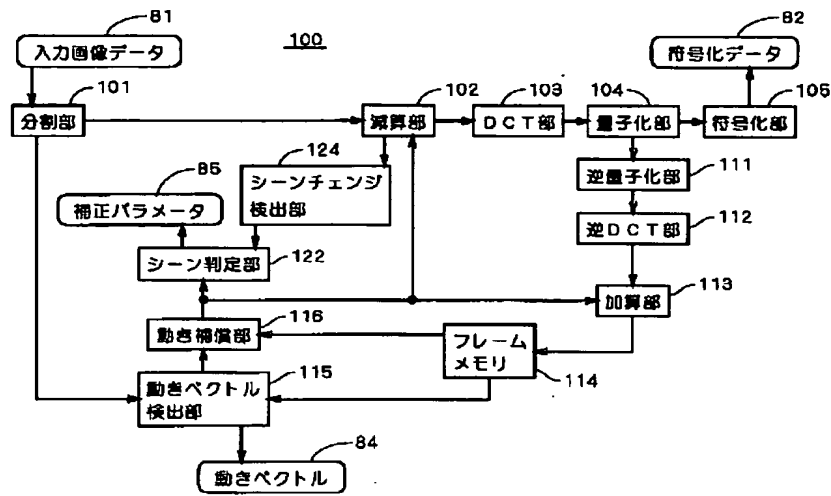 81
82
入力画像データ
100
符号化データ
101
102
103
104
105
分割部
減算部
DCT部
量子化部
符号化部
124
111
85
シーンチェンジ
検出部
逆量子化部
補正パラメータ
112
逆DCT部
シーン判定部
122
113
加算部
116
動き補償部
フレーム
メモリ
115
114
動きベクトル
検出部
84
動きベクトル